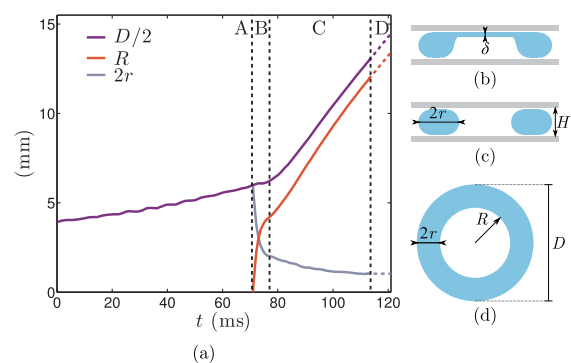 A B C D
D/2
R
2r
15
10
5
0
(mm)
0 20 40 60 80 100 120
t (ms)
(a)
δ
(b)
2r
H
(c)
R
2r
D
(d)